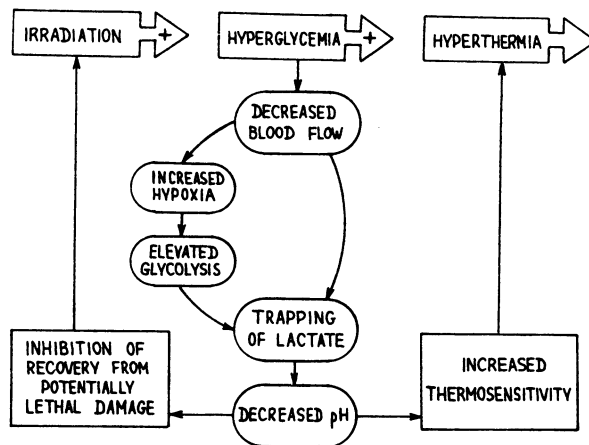 IRRADIATION +
HYPERGLYCEMIA +
HYPERTHERMIA
DECREASED
BLOOD FLOW
INCREASED
HYPOXIA
ELEVATED
GLYCOLYSIS
TRAPPING
OF LACTATE
INHIBITION OF
RECOVERY FROM
POTENTIALLY
LETHAL DAMAGE
DECREASED pH
INCREASED
THERMOSENSITIVITY